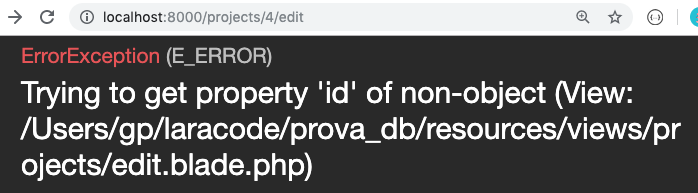 localhost:8000/projects/4/edit
ErrorException (E_ERROR)
Trying to get property 'id' of non-object (View:
/Users/gp/laracode/prova_db/resources/views/pr
ojects/edit.blade.php)